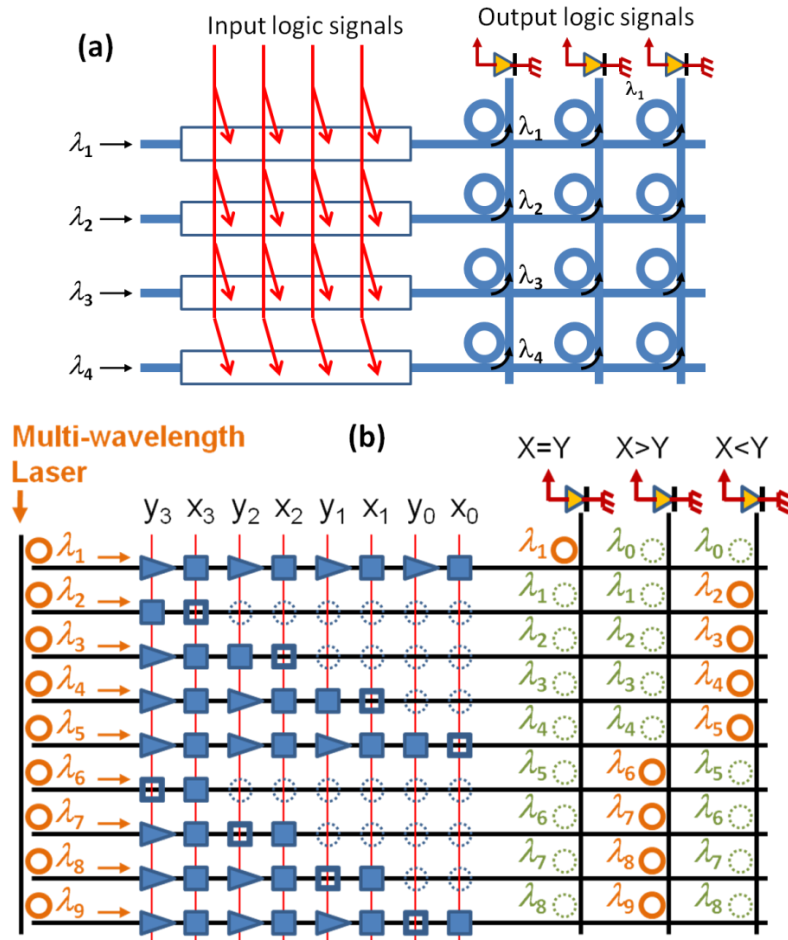 (a)
Input logic signals
Output logic signals
λ1
λ1
λ1
λ2
λ2
λ3
λ3
λ4
λ4
(b)
Multi-wavelength
Laser
X=Y X>Y X<Y
y3 x3 y2 x2 y1 x1 y0 x0
λ1 λ1 λ0 λ0
λ2 λ1 λ1 λ2
λ3 λ2 λ2 λ3
λ4 λ3 λ3 λ4
λ5 λ4 λ4 λ5
λ6 λ5 λ6 λ5
λ7 λ6 λ7 λ6
λ8 λ7 λ8 λ7
λ9 λ8 λ9 λ8